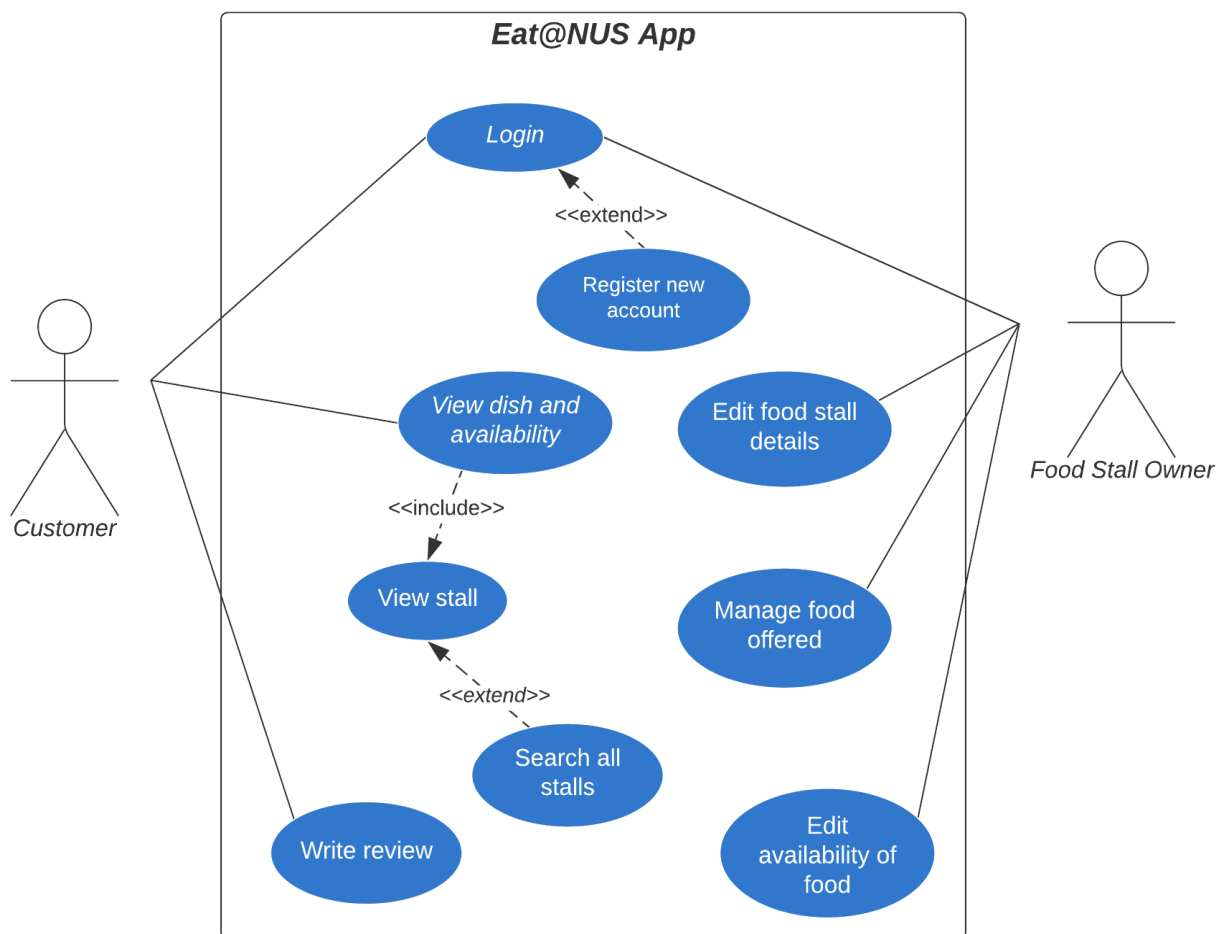 Eat@NUS App
Login
<<extend>>
Register new
account
View dish and
availability
Edit food stall
details
Food Stall Owner
<<include>>
Customer
View stall
Manage food
offered
<<extend>>
Search all
stalls
Write review
Edit
availability of
food